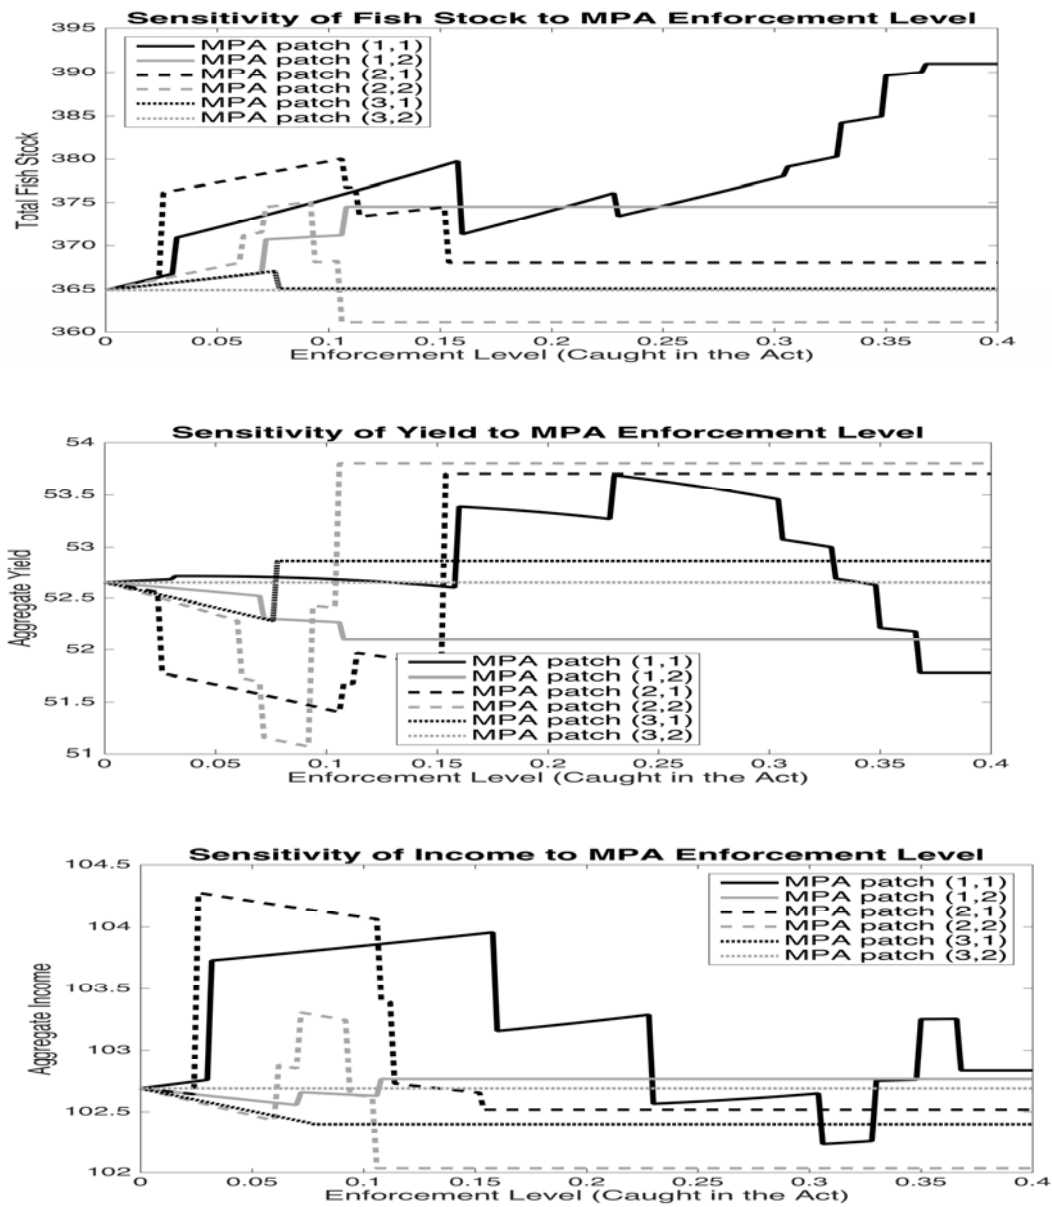 Sensitivity of Fish Stock to MPA Enforcement Level
395
390
385
380
375
370
365
360
Total Fish Stock
MPA patch (1,1)
MPA patch (1,2)
MPA patch (2,1)
MPA patch (2,2)
MPA patch (3,1)
MPA patch (3,2)
0 0.05 0.1 0.15 0.2 0.25 0.3 0.35 0.4
Enforcement Level (Caught in the Act)
Sensitivity of Yield to MPA Enforcement Level
54
53.5
53
52.5
52
51.5
51
Aggregate Yield
MPA patch (1,1)
MPA patch (1,2)
MPA patch (2,1)
MPA patch (2,2)
MPA patch (3,1)
MPA patch (3,2)
0 0.05 0.1 0.15 0.2 0.25 0.3 0.35 0.4
Enforcement Level (Caught in the Act)
Sensitivity of Income to MPA Enforcement Level
104.5
104
103.5
103
102.5
102
Aggregate Income
MPA patch (1,1)
MPA patch (1,2)
MPA patch (2,1)
MPA patch (2,2)
MPA patch (3,1)
MPA patch (3,2)
0 0.05 0.1 0.15 0.2 0.25 0.3 0.35 0.4
Enforcement Level (Caught in the Act)